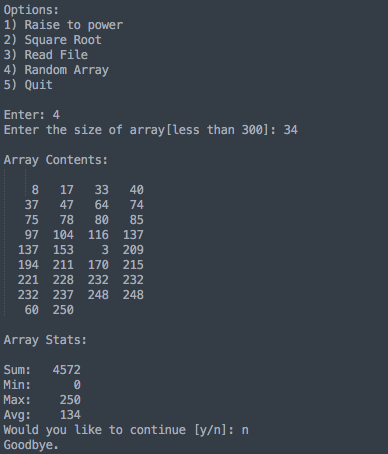 Options:
1) Raise to power
2) Square Root
3) Read File
4) Random Array
5) Quit
Enter: 4
Enter the size of array[less than 300]: 34
Array Contents:
8 17 33 40
37 47 64 74
75 78 80 85
97 104 116 137
137 153 3 209
194 211 170 215
221 228 232 232
232 237 248 248
60 250
Array Stats:
Sum: 4572
Min: 0
Max: 250
Avg: 134
Would you like to continue [y/n]: n
Goodbye.